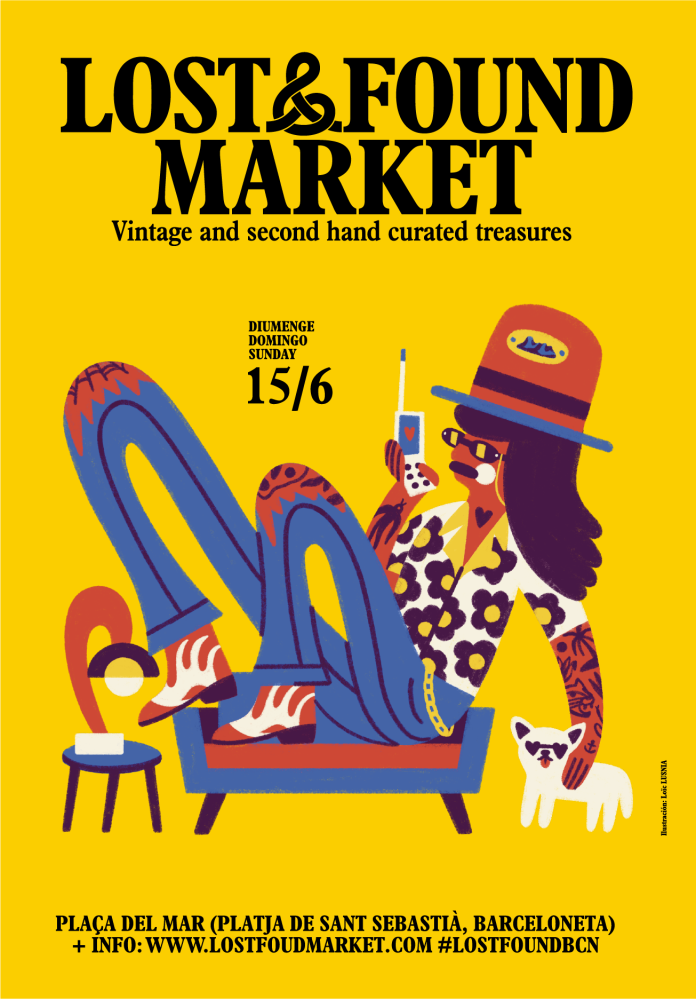 LOST&FOUND
MARKET
Vintage and second hand curated treasures
DIUMENGE
DOMINGO
SUNDAY
15/6
Ilustración: Loïc LUSNIA
PLAÇA DEL MAR (PLATJA DE SANT SEBASTIÀ, BARCELONETA)
+ INFO: WWW.LOSTFOUDMARKET.COM #LOSTFOUNDBCN